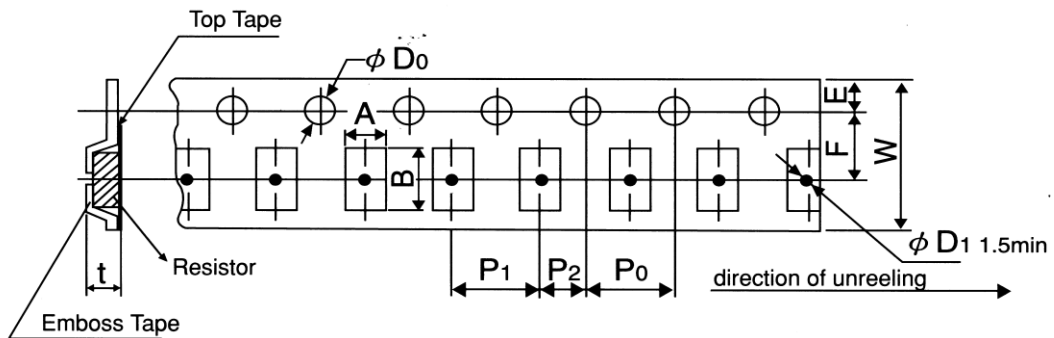 Top Tape
φ D0
A
B
E
F
W
t
Resistor
Emboss Tape
P1
P2
P0
φ D1 1.5min
direction of unreeling